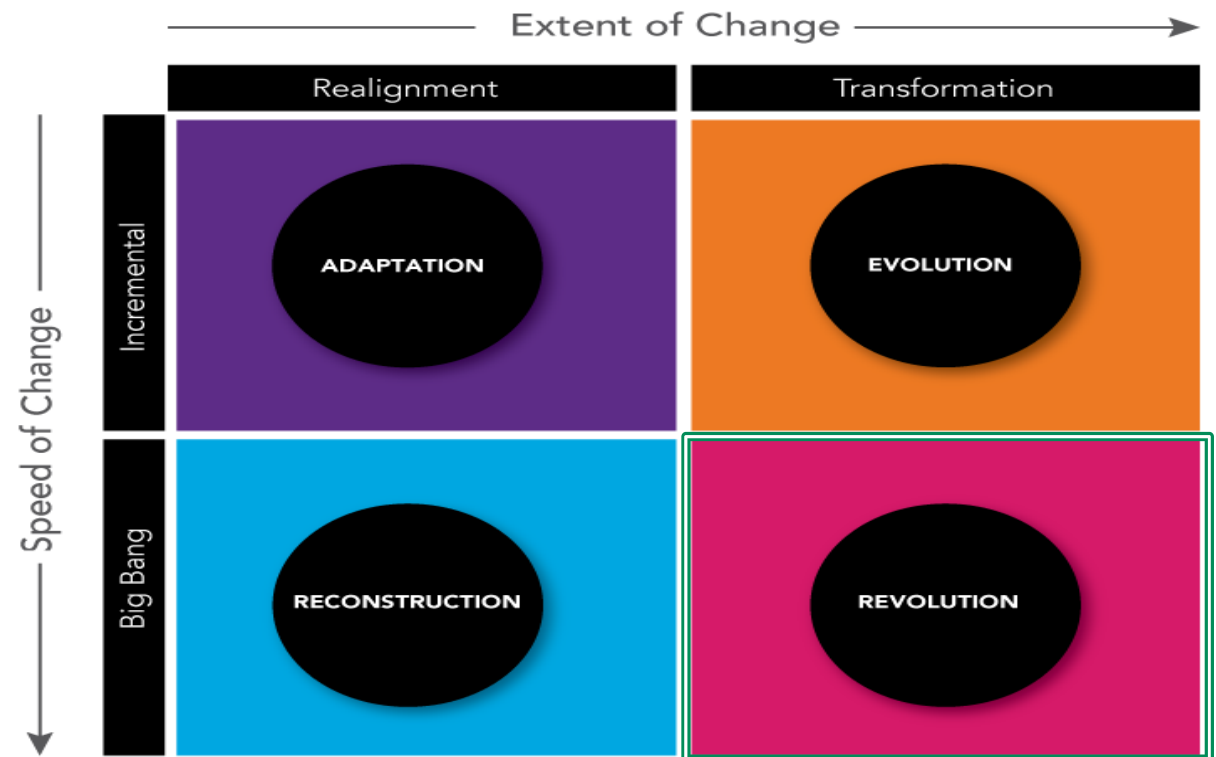 Extent of Change
Realignment
Transformation
Speed of Change
Incremental
ADAPTATION
EVOLUTION
Big Bang
RECONSTRUCTION
REVOLUTION